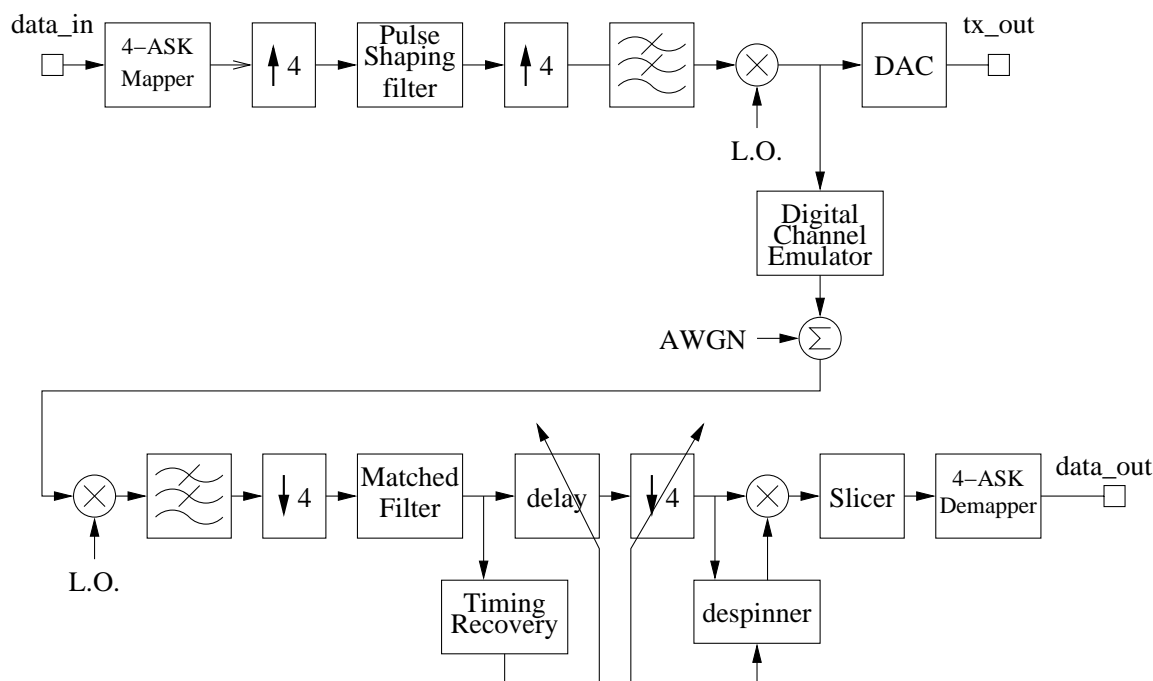 data_in
4−ASK
Mapper
4
Pulse
Shaping
filter
4
L.O.
DAC
tx_out
Digital
Channel
Emulator
AWGN
Σ
L.O.
4
Matched
Filter
delay
4
Slicer
4−ASK
Demapper
data_out
Timing
Recovery
despinner